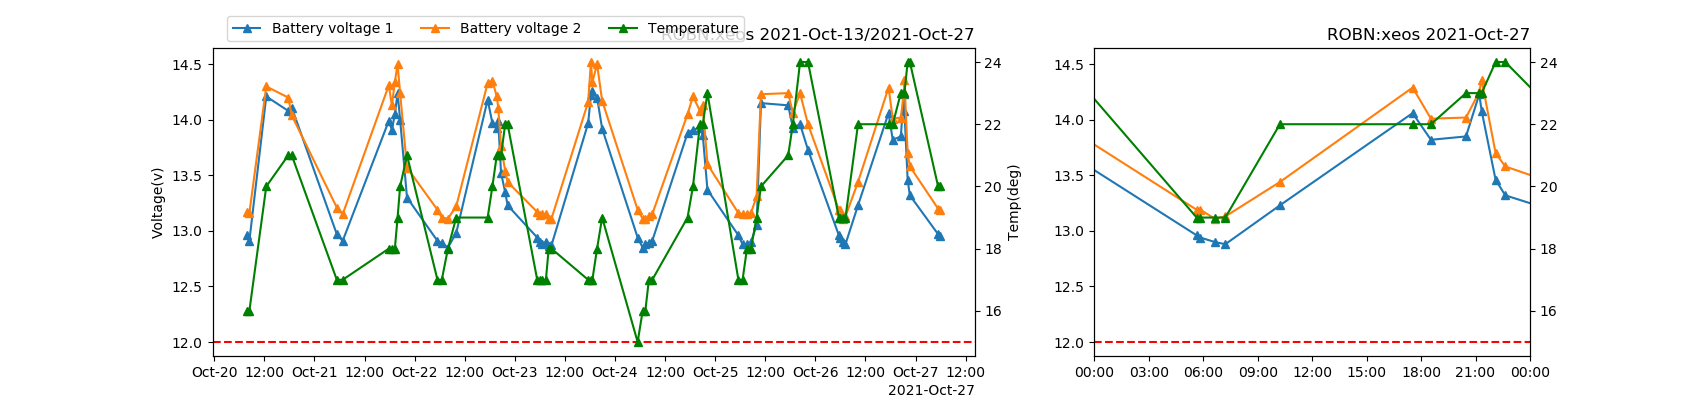 Battery voltage 1 Battery voltage 2 Temperature
ROBN:xeos 2021-Oct-13/2021-Oct-27
ROBN:xeos 2021-Oct-27
Voltage(v)
14.5
14.0
13.5
13.0
12.5
12.0
24
22
20
18
16
Temp(deg)
Oct-20 12:00 Oct-21 12:00 Oct-22 12:00 Oct-23 12:00 Oct-24 12:00 Oct-25 12:00 Oct-26 12:00 Oct-27 12:00
2021-Oct-27
14.5
14.0
13.5
13.0
12.5
12.0
24
22
20
18
16
00:00 03:00 06:00 09:00 12:00 15:00 18:00 21:00 00:00